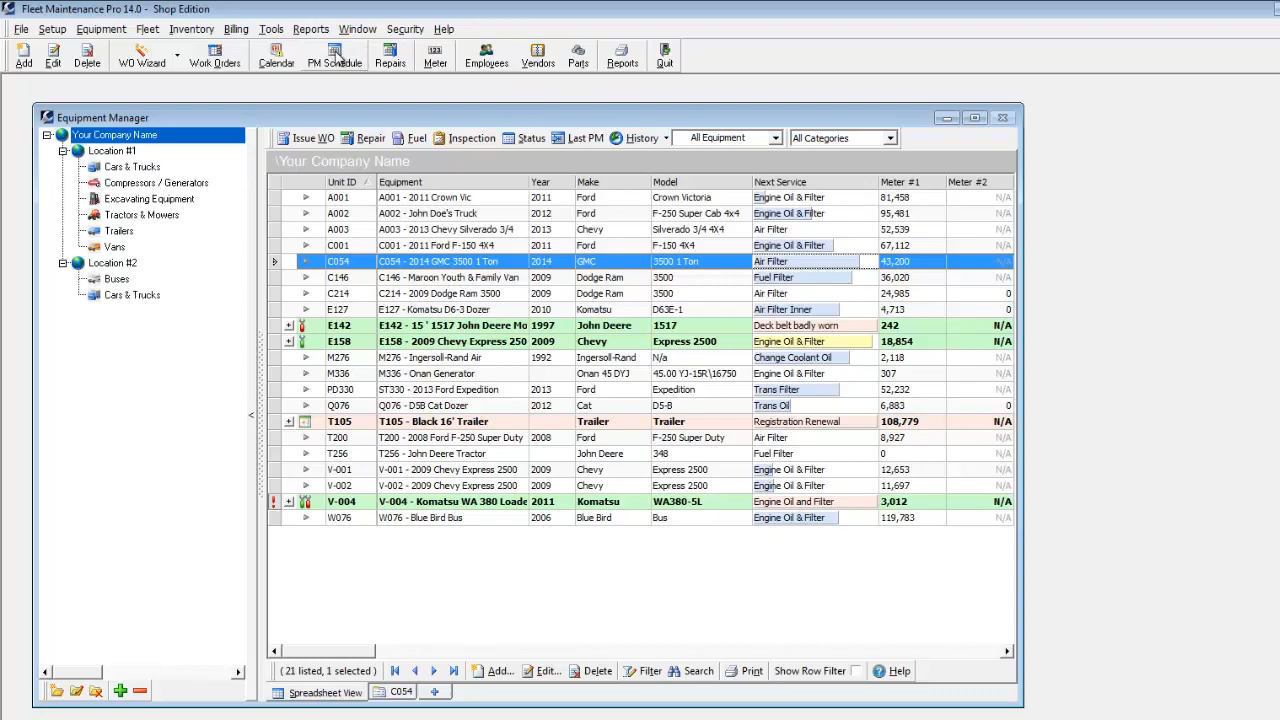 Fleet Maintenance Pro 14.0 - Shop Edition
File Setup Equipment Fleet Inventory Billing Tools Reports Window Security Help
Add Edit Delete WO Wizard Work Orders Calendar PM Schedule Repairs Meter Employees Vendors Parts Reports Quit
Equipment Manager
Your Company Name
Location #1
Cars & Trucks
Compressors / Generators
Excavating Equipment
Tractors & Mowers
Trailers
Vans
Location #2
Buses
Cars & Trucks
Issue WO Repair Fuel Inspection Status Last PM History All Equipment All Categories
\Your Company Name
Unit ID Equipment Year Make Model Next Service Meter #1 Meter #2
A001 A001 - 2011 Crown Vic 2011 Ford Crown Victoria Engine Oil & Filter 81,458 N/A
A002 A002 - John Doe's Truck 2012 Ford F-250 Super Cab 4x4 Engine Oil & Filter 95,481 N/A
A003 A003 - 2013 Chevy Silverado 3/4 2013 Chevy Silverado 3/4 4X4 Air Filter 52,539 N/A
C001 C001 - 2011 Ford F-150 4X4 2011 Ford F-150 4X4 Engine Oil & Filter 67,112 N/A
C054 C054 - 2014 GMC 3500 1 Ton 2014 GMC 3500 1 Ton Air Filter 43,200 N/A
C146 C146 - Maroon Youth & Family Van 2009 Dodge Ram 3500 Fuel Filter 36,020 N/A
C214 C214 - 2009 Dodge Ram 3500 2009 Dodge Ram 3500 Air Filter 24,985 0
E127 E127 - Komatsu D6-3 Dozer 2010 Komatsu D63E-1 Air Filter Inner 4,713 0
E142 E142 - 15 ' 1517 John Deere Mo 1997 John Deere 1517 Deck belt badly worn 242 N/A
E158 E158 - 2009 Chevy Express 250 2009 Chevy Express 2500 Engine Oil & Filter 18,854 N/A
M276 M276 - Ingersoll-Rand Air 1992 Ingersoll-Rand N/a Change Coolant Oil 2,118 N/A
M336 M336 - Onan Generator Onan 45 DYJ 45.00 YJ-15R\16750 Engine Oil & Filter 307 N/A
PD330 ST330 - 2013 Ford Expedition 2013 Ford Expedition Trans Filter 52,232 N/A
Q076 Q076 - D5B Cat Dozer 2012 Cat D5-B Trans Oil 6,883 0
T105 T105 - Black 16' Trailer Trailer Trailer Registration Renewal 108,779 N/A
T200 T200 - 2008 Ford F-250 Super Duty 2008 Ford F-250 Super Duty Air Filter 8,927 N/A
T256 T256 - John Deere Tractor John Deere 348 Fuel Filter 0 N/A
V-001 V-001 - 2009 Chevy Express 2500 2009 Chevy Express 2500 Engine Oil & Filter 12,653 N/A
V-002 V-002 - 2009 Chevy Express 2500 2009 Chevy Express 2500 Engine Oil & Filter 11,697 N/A
V-004 V-004 - Komatsu WA 380 Loade 2011 Komatsu WA380-5L Engine Oil and Filter 3,012 N/A
W076 W076 - Blue Bird Bus 2006 Blue Bird Bus Engine Oil & Filter 119,783 N/A
( 21 listed, 1 selected ) Add... Edit... Delete Filter Search Print Show Row Filter Help
Spreadsheet View C054